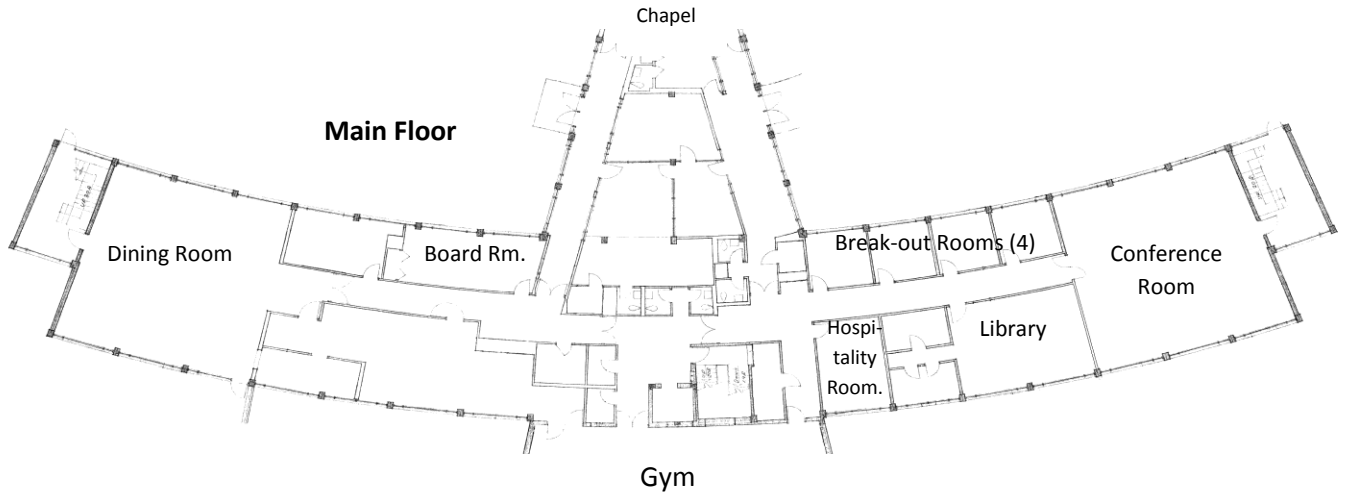 Chapel
Main Floor
Dining Room
Board Rm.
Break-out Rooms (4)
Conference
Room
Hospi-
tality
Room.
Library
Gym